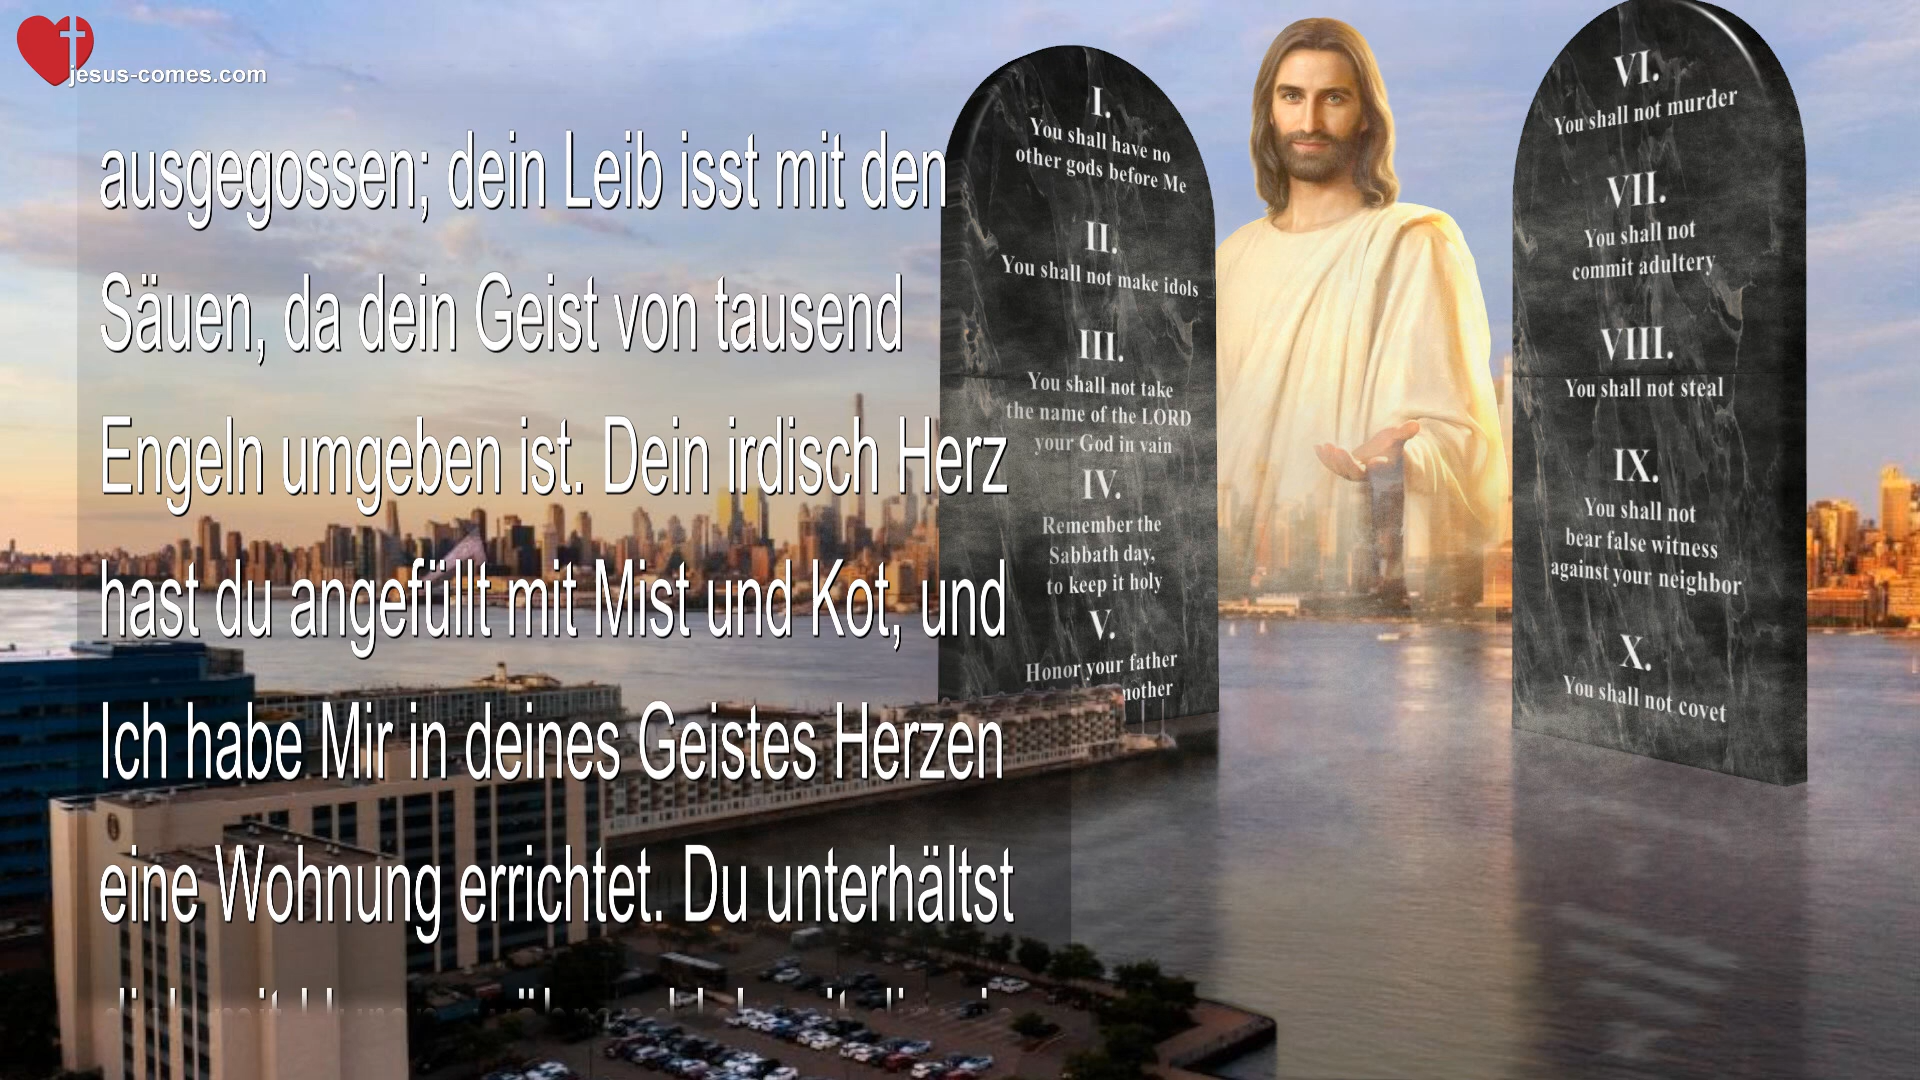 jesus-comes.com
ausgegossen; dein Leib isst mit den
Säuen, da dein Geist von tausend
Engeln umgeben ist. Dein irdisch Herz
hast du angefüllt mit Mist und Kot, und
Ich habe Mir in deines Geistes Herzen
eine Wohnung errichtet. Du unterhältst
I.
You shall have no
other gods before Me
II.
You shall not make idols
III.
You shall not take
the name of the LORD
your God in vain
IV.
Remember the
Sabbath day,
to keep it holy
V.
Honor your father
mother
VI.
You shall not murder
VII.
You shall not
commit adultery
VIII.
You shall not steal
IX.
You shall not
bear false witness
against your neighbor
X.
You shall not covet